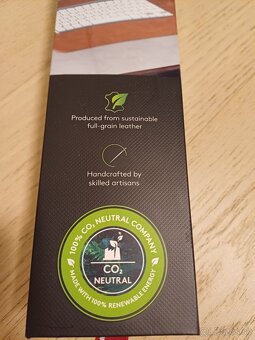 Produced from sustainable
full-grain leather
Handcrafted by
skilled artisans
100% CO₂ NEUTRAL COMPANY
CO₂
NEUTRAL
MADE WITH 100% RENEWABLE ENERGY